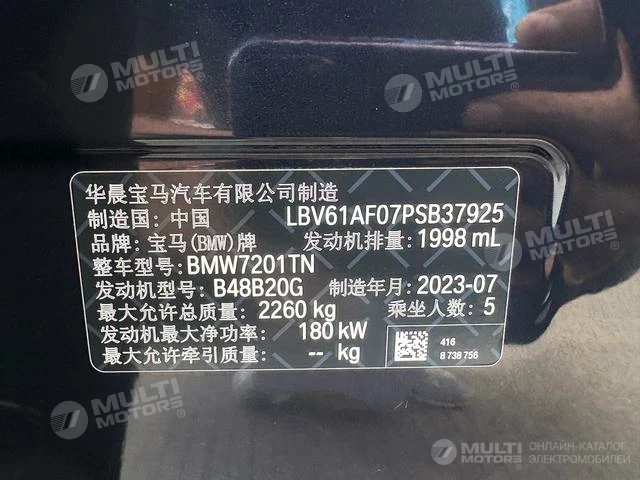 MULTI
MOTORS®
MULTI
MOTORS®
华晨宝马汽车有限公司制造
制造国: 中国 LBV61AF07PSB37925
品牌: 宝马(BMW)牌 发动机排量: 1998 mL
整车型号: BMW7201TN
发动机型号: B48B20G 制造年月: 2023-07
最大允许总质量: 2260 kg 乘坐人数: 5
发动机最大净功率: 180 kW
最大允许牵引质量: -- kg
416
8 738 756
MULTI
MOTORS®
MULTI
MOTORS®
ОНЛАЙН-КАТАЛОГ
ЭЛЕКТРОМОБИЛЕЙ